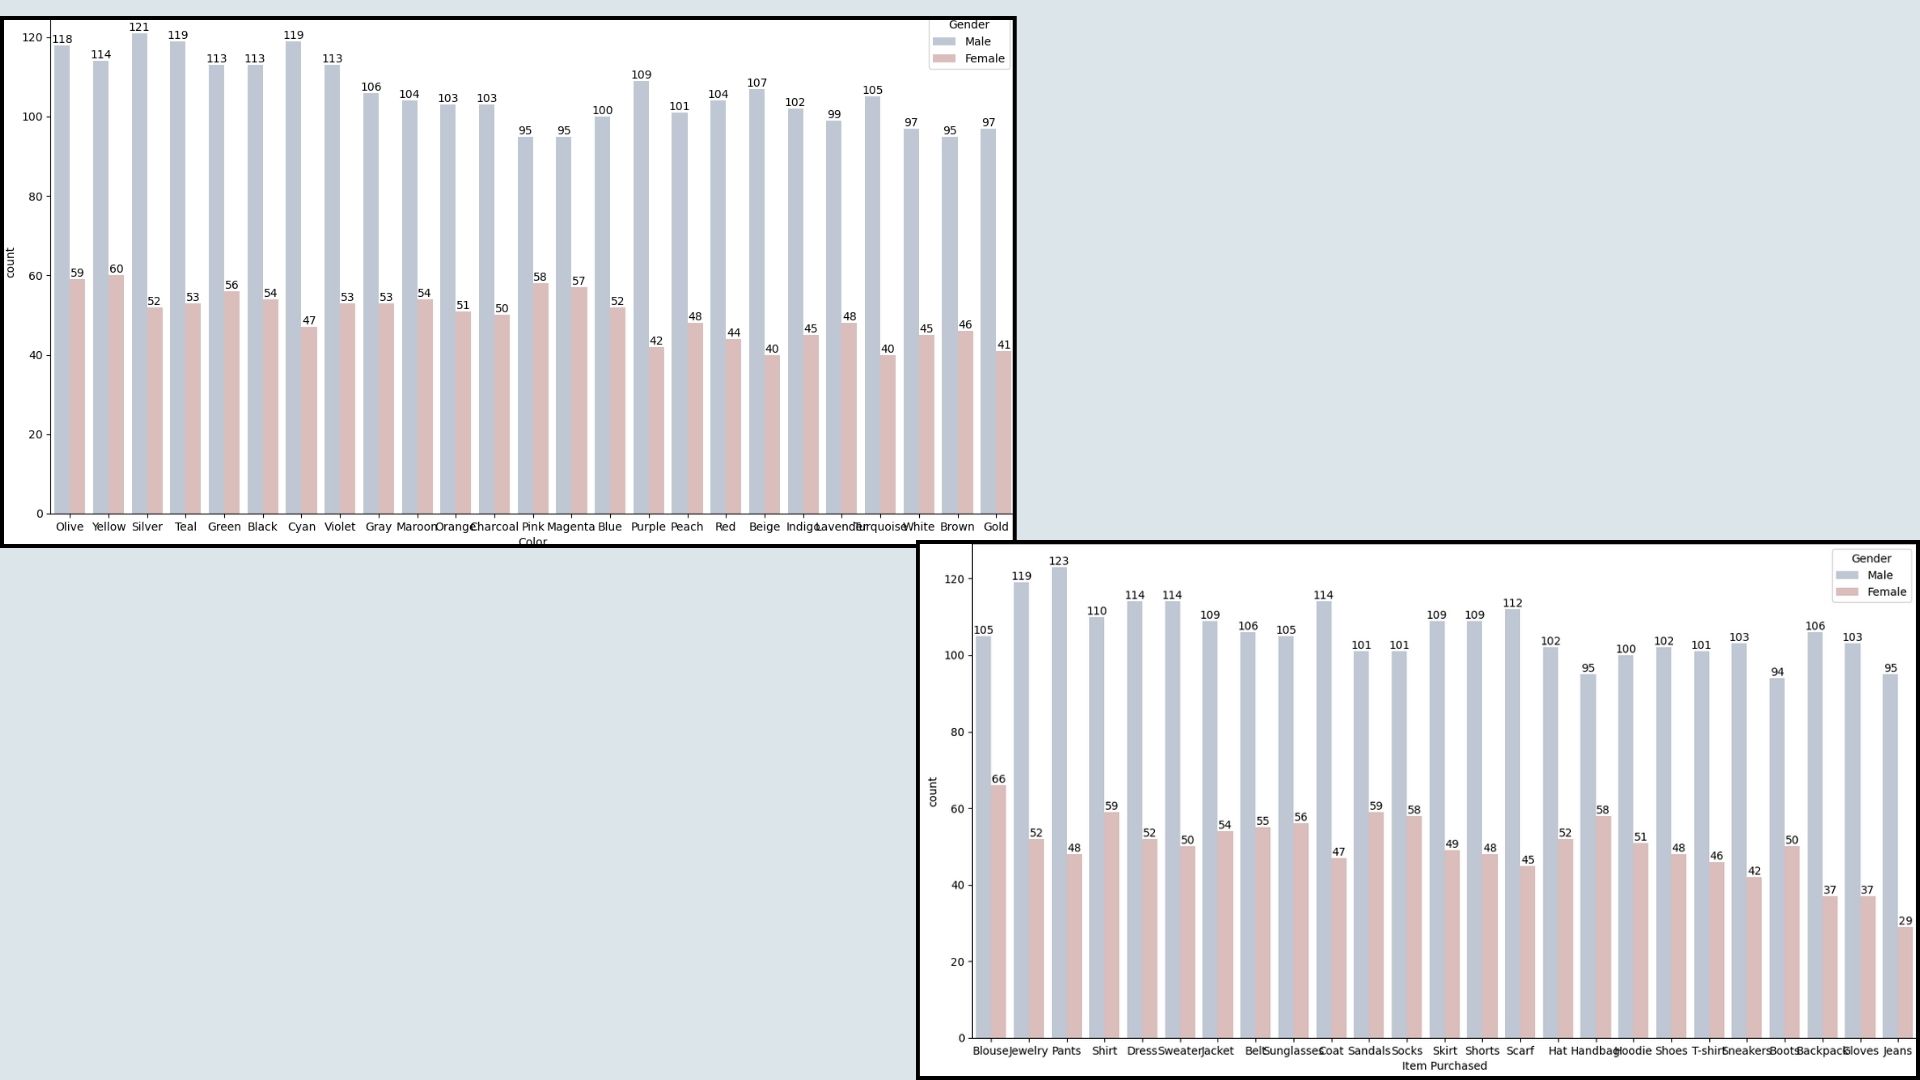 Gender
Male
Female
120
100
80
60
40
20
0
count
118 114 121 119 113 113 119 113 106 104 103 103 95 95 100 109 101 104 107 102 99 105 97 95 97
59 60 52 53 56 54 47 53 53 54 51 50 58 57 52 42 48 44 40 45 48 40 45 46 41
Olive Yellow Silver Teal Green Black Cyan Violet Gray Maroon Orange Charcoal Pink Magenta Blue Purple Peach Red Beige Indigo Lavender Turquoise White Brown Gold
Color
Gender
Male
Female
120
100
80
60
40
20
0
count
105 119 123 110 114 114 109 106 105 114 101 101 109 109 112 102 95 100 102 101 103 94 106 103 95
66 52 48 59 52 50 54 55 56 47 59 58 49 48 45 52 58 51 48 46 42 50 37 37 29
Blouse Jewelry Pants Shirt Dress Sweater Jacket Belt Sunglasses Coat Sandals Socks Skirt Shorts Scarf Hat Handbag Hoodie Shoes T-shirt Sneakers Boots Backpack Gloves Jeans
Item Purchased